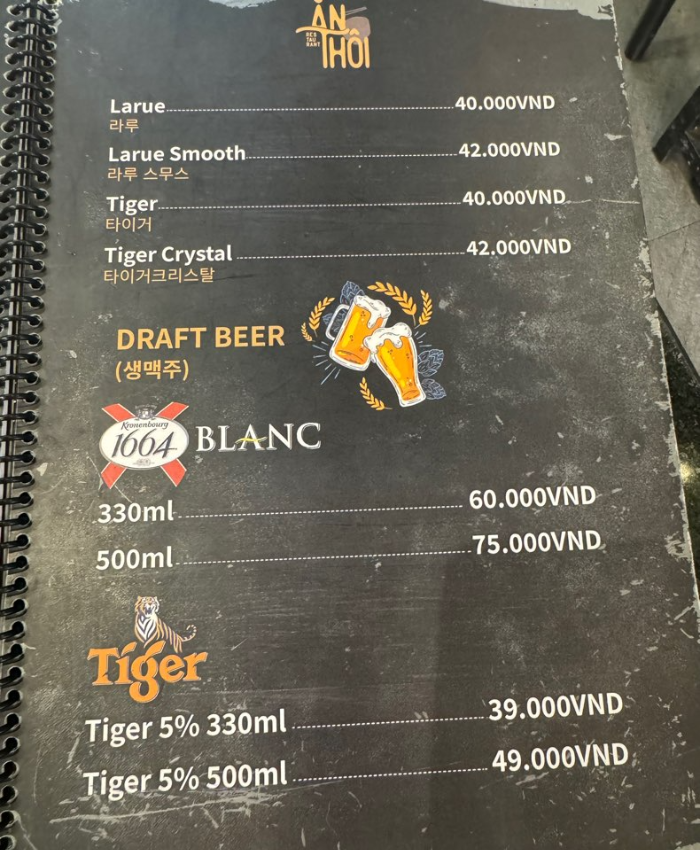 ĂN
RES
TAU
RANT
THÔI
Larue 40.000VND
라루
Larue Smooth 42.000VND
라루 스무스
Tiger 40.000VND
타이거
Tiger Crystal 42.000VND
타이거크리스탈
DRAFT BEER
(생맥주)
Kronenbourg
1664 BLANC
330ml 60.000VND
500ml 75.000VND
Tiger
Tiger 5% 330ml 39.000VND
Tiger 5% 500ml 49.000VND